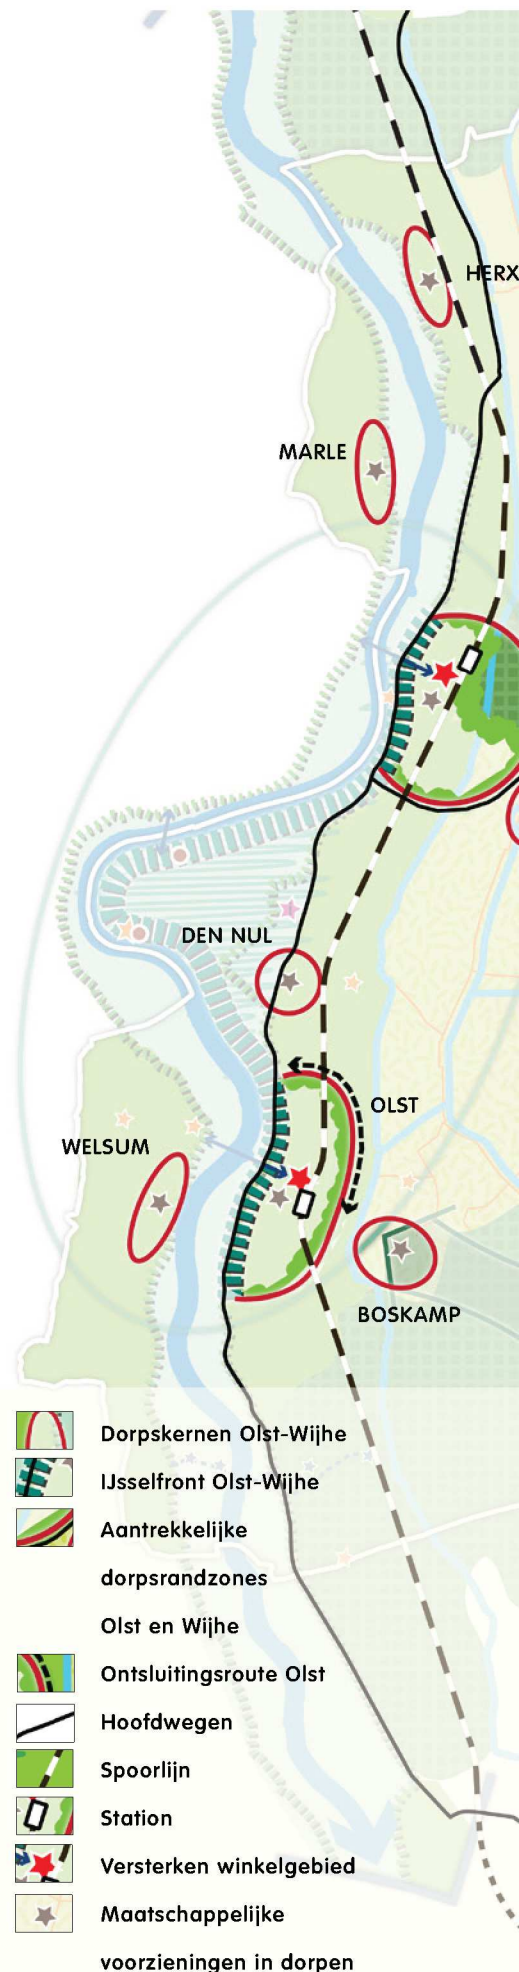 HERX
MARLE
DEN NUL
OLST
WELSUM
BOSKAMP
Dorpskernen Olst-Wijhe
IJsselfront Olst-Wijhe
Aantrekkelijke
dorpsrandzones
Olst en Wijhe
Ontsluitingsroute Olst
Hoofdwegen
Spoorlijn
Station
Versterken winkelgebied
Maatschappelijke
voorzieningen in dorpen